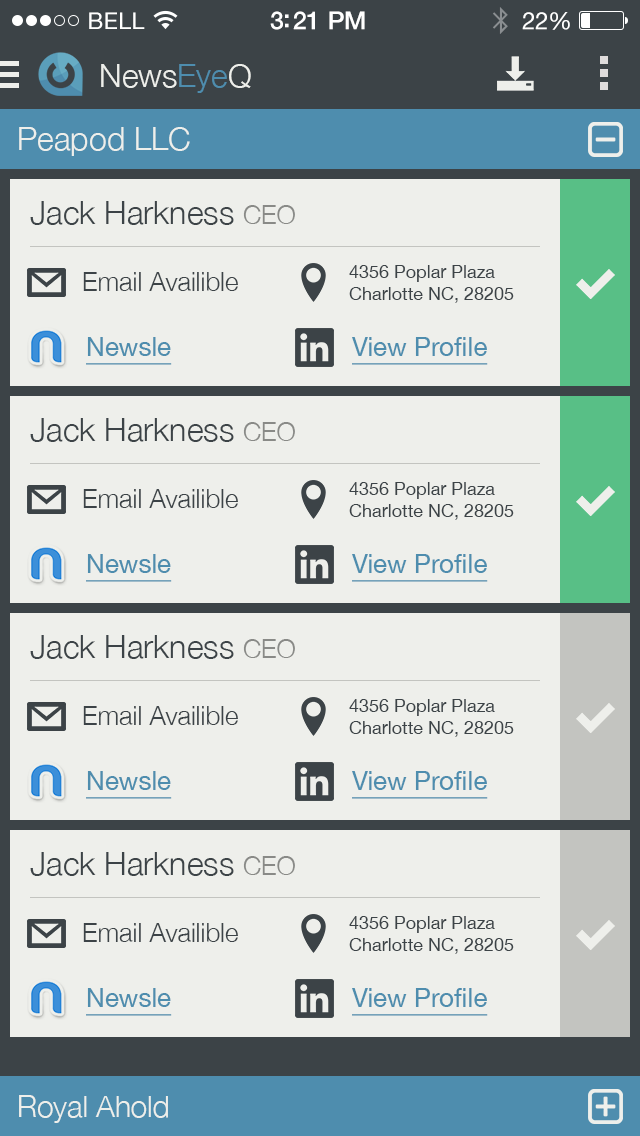 BELL 3:21 PM 22%
NewsEyeQ
Peapod LLC
Jack Harkness CEO
Email Availible
4356 Poplar Plaza
Charlotte NC, 28205
Newsle
in View Profile
Jack Harkness CEO
Email Availible
4356 Poplar Plaza
Charlotte NC, 28205
Newsle
in View Profile
Jack Harkness CEO
Email Availible
4356 Poplar Plaza
Charlotte NC, 28205
Newsle
in View Profile
Jack Harkness CEO
Email Availible
4356 Poplar Plaza
Charlotte NC, 28205
Newsle
in View Profile
Royal Ahold